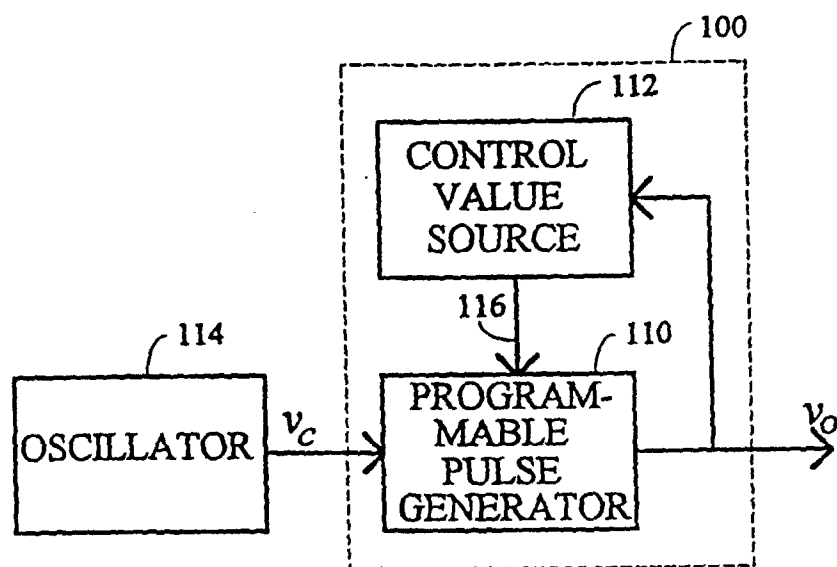 100
112
CONTROL
VALUE
SOURCE
116
114
110
OSCILLATOR
v_C
PROGRAM-
MABLE
PULSE
GENERATOR
v_O